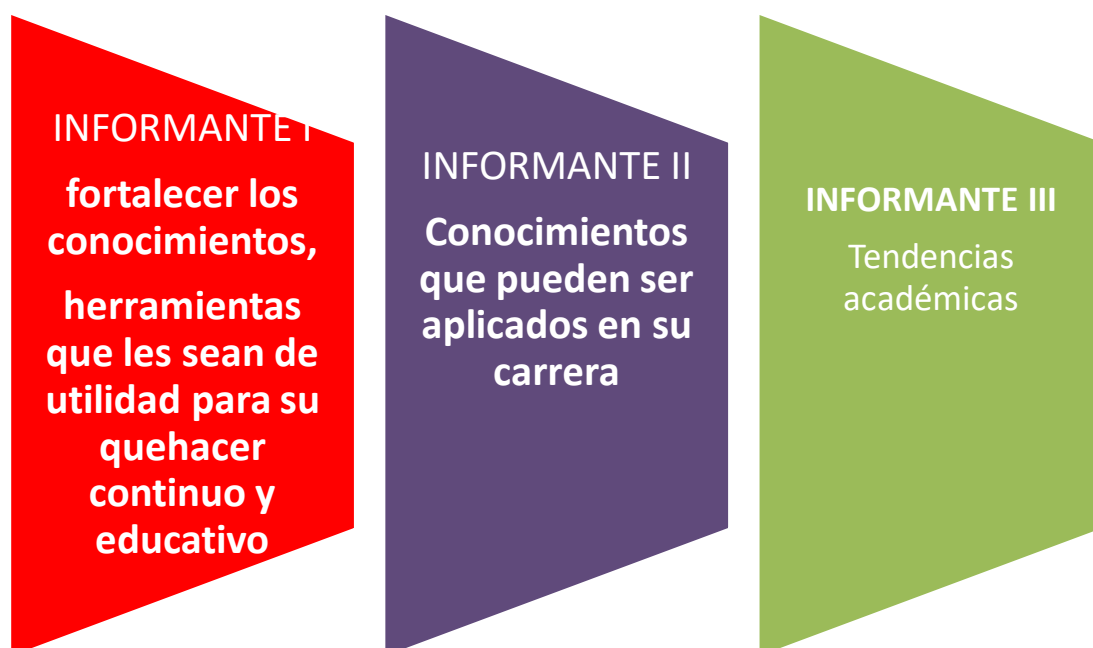 INFORMANTE I
fortalecer los
conocimientos,
herramientas
que les sean de
utilidad para su
quehacer
continuo y
educativo
INFORMANTE II
Conocimientos
que pueden ser
aplicados en su
carrera
INFORMANTE III
Tendencias
académicas